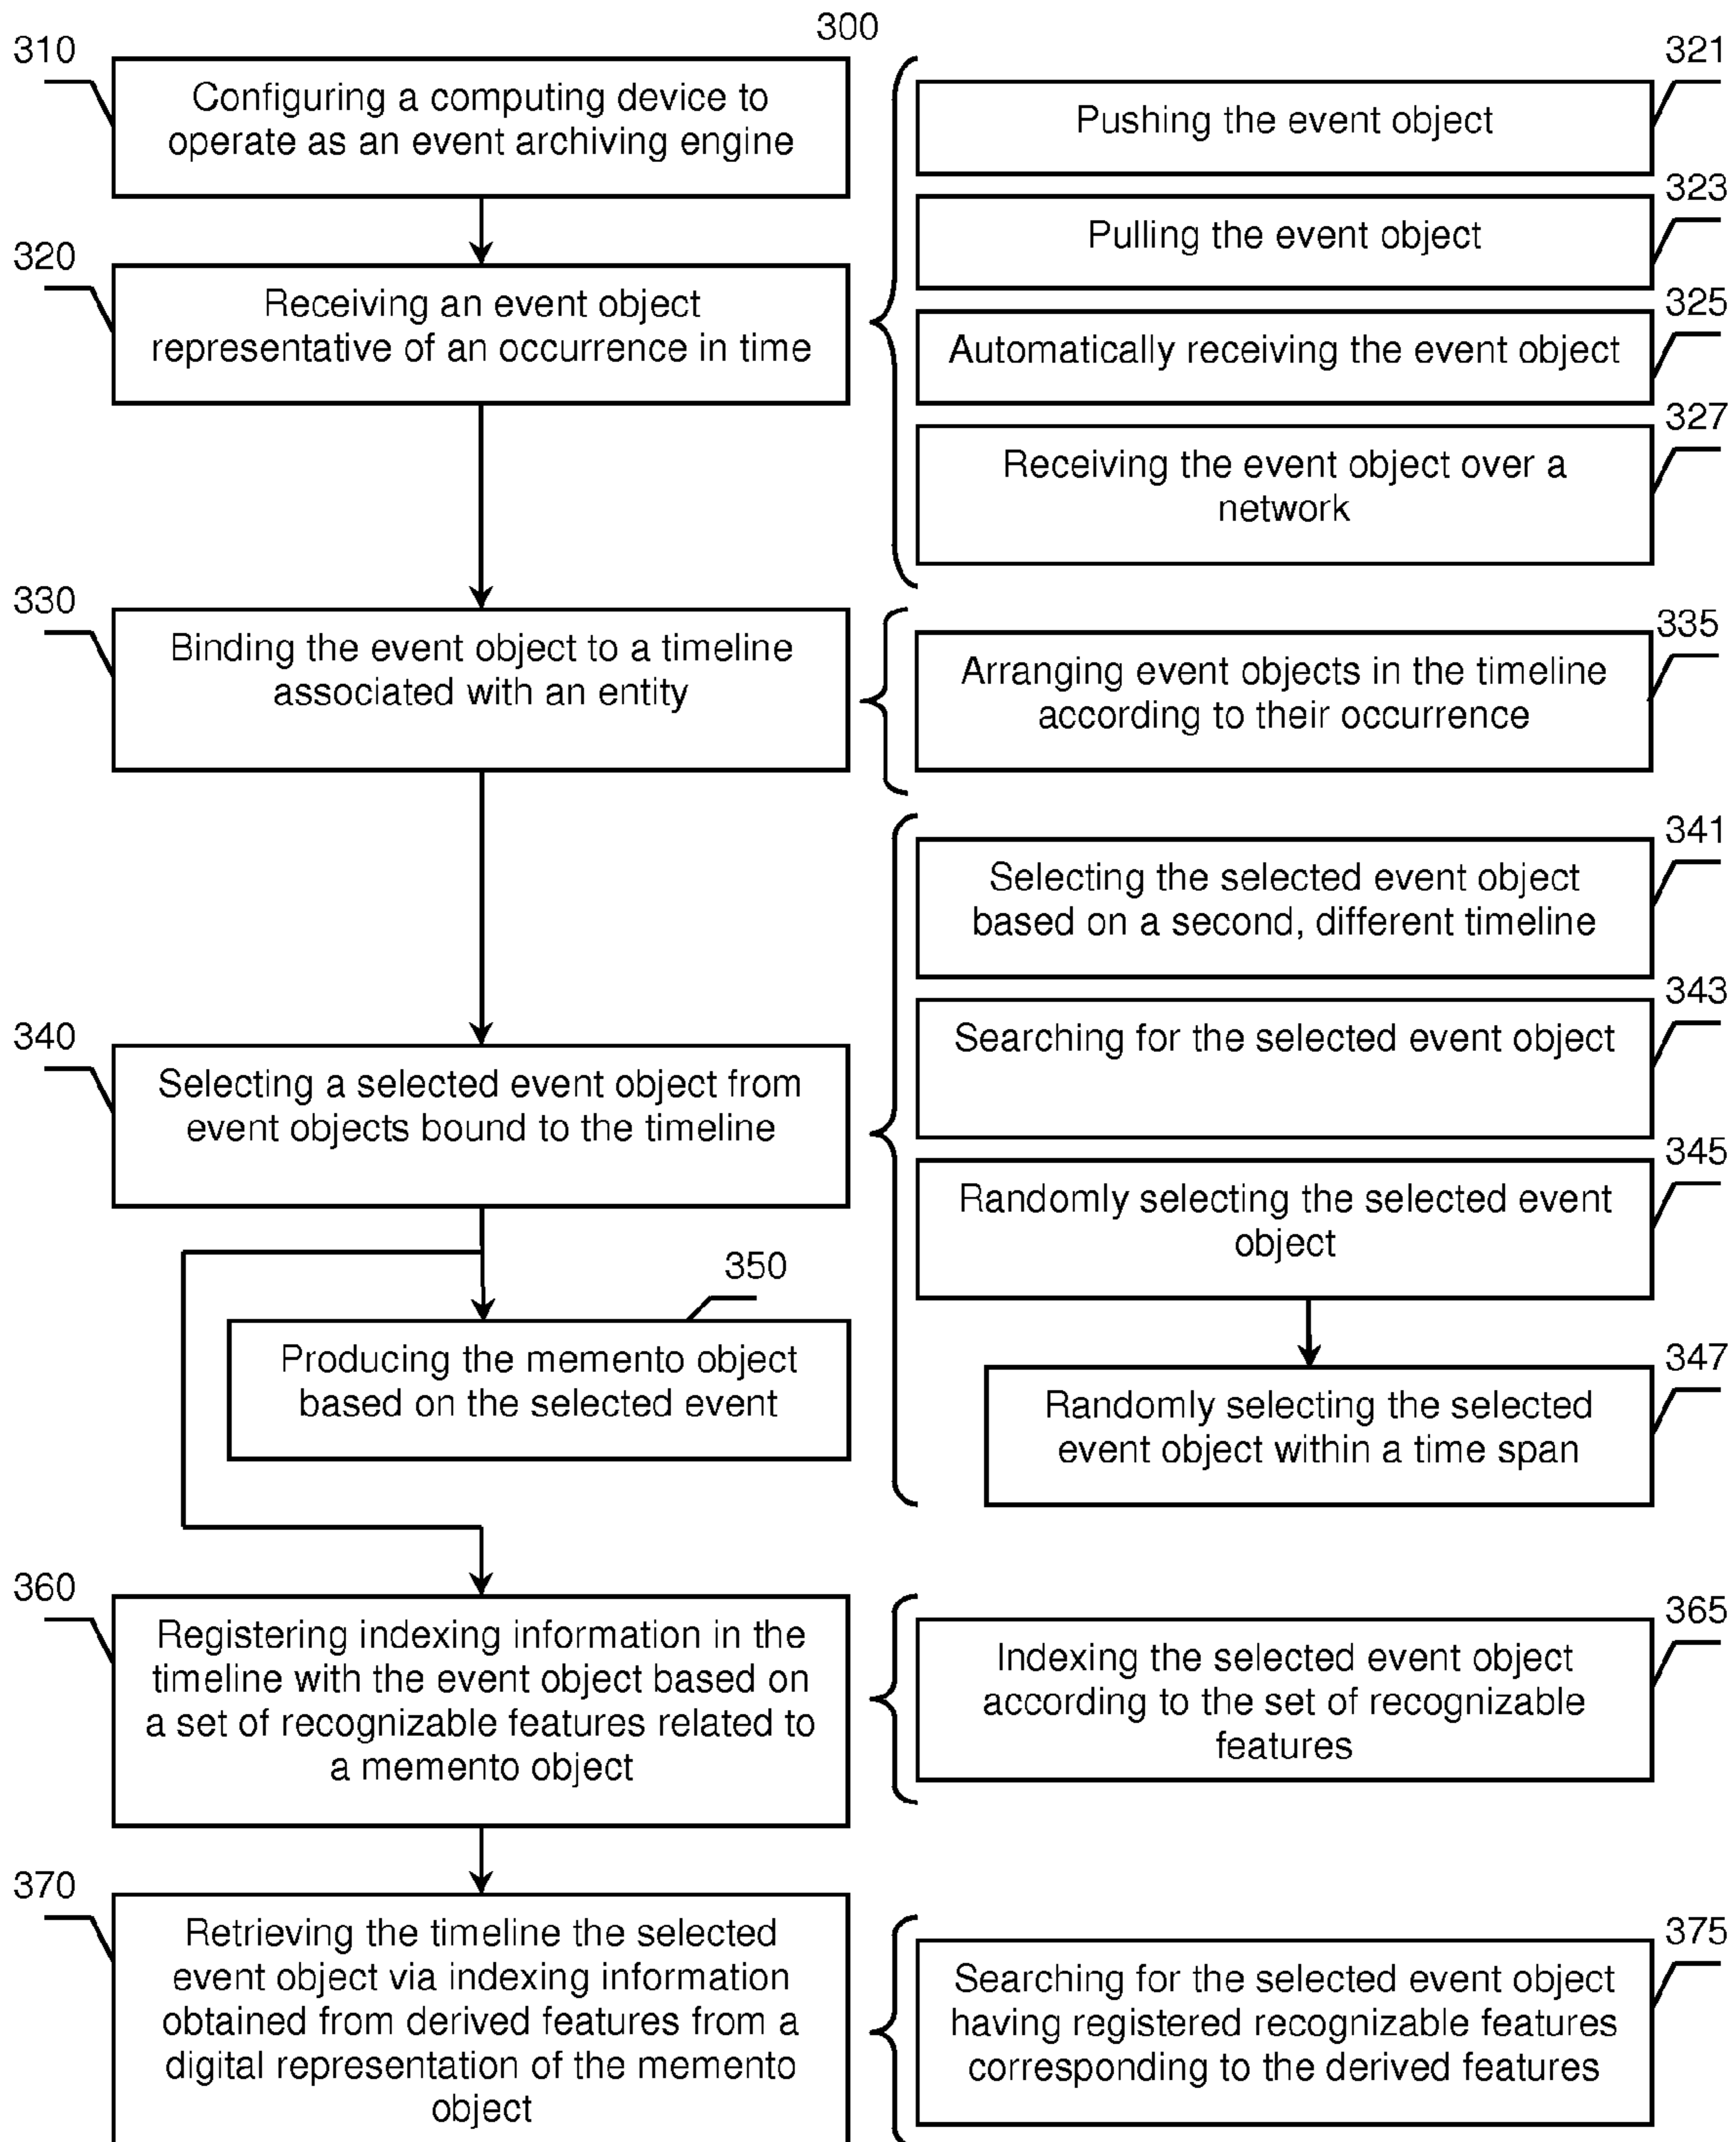 300
310
Configuring a computing device to
operate as an event archiving engine
321
Pushing the event object
323
Pulling the event object
320
Receiving an event object
representative of an occurrence in time
325
Automatically receiving the event object
327
Receiving the event object over a
network
330
Binding the event object to a timeline
associated with an entity
335
Arranging event objects in the timeline
according to their occurrence
341
Selecting the selected event object
based on a second, different timeline
343
Searching for the selected event object
340
Selecting a selected event object from
event objects bound to the timeline
345
Randomly selecting the selected event
object
350
Producing the memento object
based on the selected event
347
Randomly selecting the selected
event object within a time span
360
Registering indexing information in the
timeline with the event object based on
a set of recognizable features related to
a memento object
365
Indexing the selected event object
according to the set of recognizable
features
370
Retrieving the timeline the selected
event object via indexing information
obtained from derived features from a
digital representation of the memento
object
375
Searching for the selected event object
having registered recognizable features
corresponding to the derived features